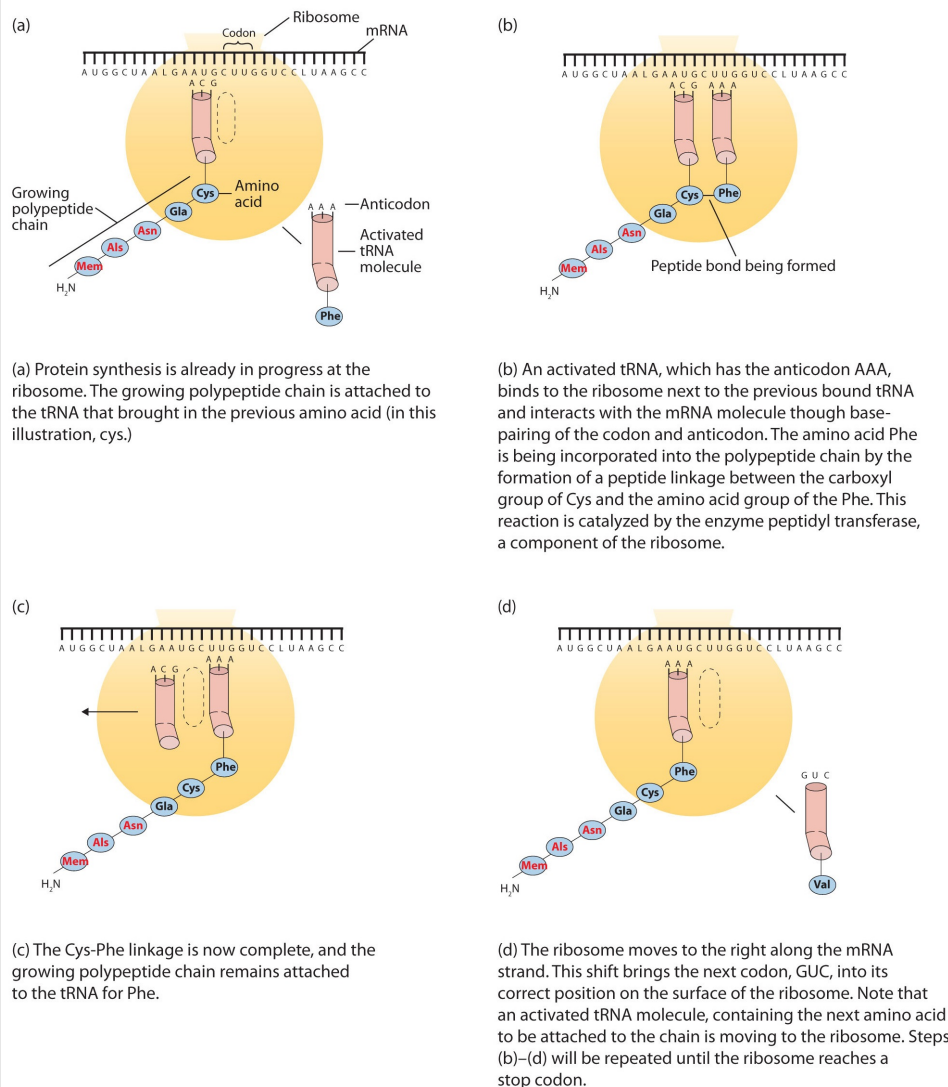 (a)
Ribosome
Codon
mRNA
A U G G C U A A L G A A U G C U U G G U C C L U A A G C C
A C G
Growing
polypeptide
chain
Cys
Amino
acid
Gla
Asn
Als
Mem
H2N
A A A
Anticodon
Activated
tRNA
molecule
Phe
(a) Protein synthesis is already in progress at the
ribosome. The growing polypeptide chain is attached to
the tRNA that brought in the previous amino acid (in this
illustration, cys.)
(b)
A U G G C U A A L G A A U G C U U G G U C C L U A A G C C
A C G A A A
Cys
Phe
Gla
Asn
Als
Mem
H2N
Peptide bond being formed
(b) An activated tRNA, which has the anticodon AAA,
binds to the ribosome next to the previous bound tRNA
and interacts with the mRNA molecule though base-
pairing of the codon and anticodon. The amino acid Phe
is being incorporated into the polypeptide chain by the
formation of a peptide linkage between the carboxyl
group of Cys and the amino acid group of the Phe. This
reaction is catalyzed by the enzyme peptidyl transferase,
a component of the ribosome.
(c)
A U G G C U A A L G A A U G C U U G G U C C L U A A G C C
A A A
A C G
Phe
Cys
Gla
Asn
Als
Mem
H2N
(c) The Cys-Phe linkage is now complete, and the
growing polypeptide chain remains attached
to the tRNA for Phe.
(d)
A U G G C U A A L G A A U G C U U G G U C C L U A A G C C
A A A
Phe
Cys
Gla
Asn
Als
Mem
H2N
G U C
Val
(d) The ribosome moves to the right along the mRNA
strand. This shift brings the next codon, GUC, into its
correct position on the surface of the ribosome. Note that
an activated tRNA molecule, containing the next amino acid
to be attached to the chain is moving to the ribosome. Steps
(b)–(d) will be repeated until the ribosome reaches a
stop codon.